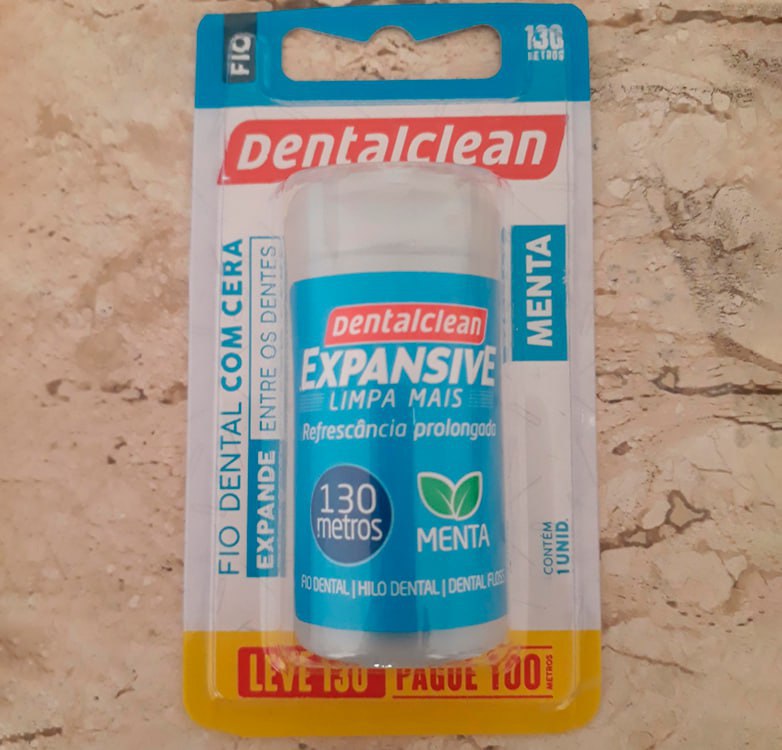 FIO
130
METROS
Dentalclean
FIO DENTAL COM CERA
EXPANDE ENTRE OS DENTES
MENTA
Dentalclean
EXPANSIVE
LIMPA MAIS
Refrescância prolongada
130
metros
MENTA
FIO DENTAL | HILO DENTAL | DENTAL FLOSS
CONTÉM
1 UNID.
LEVE 130 PAGUE 100 METROS